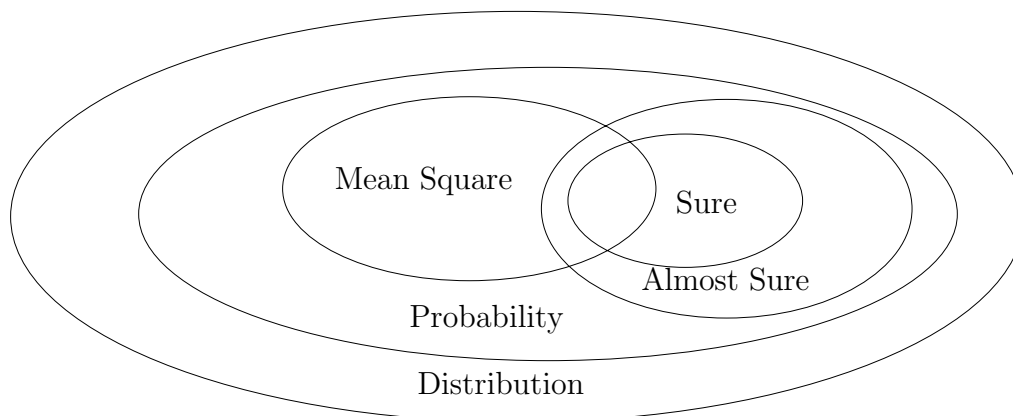 Mean Square
Sure
Almost Sure
Probability
Distribution